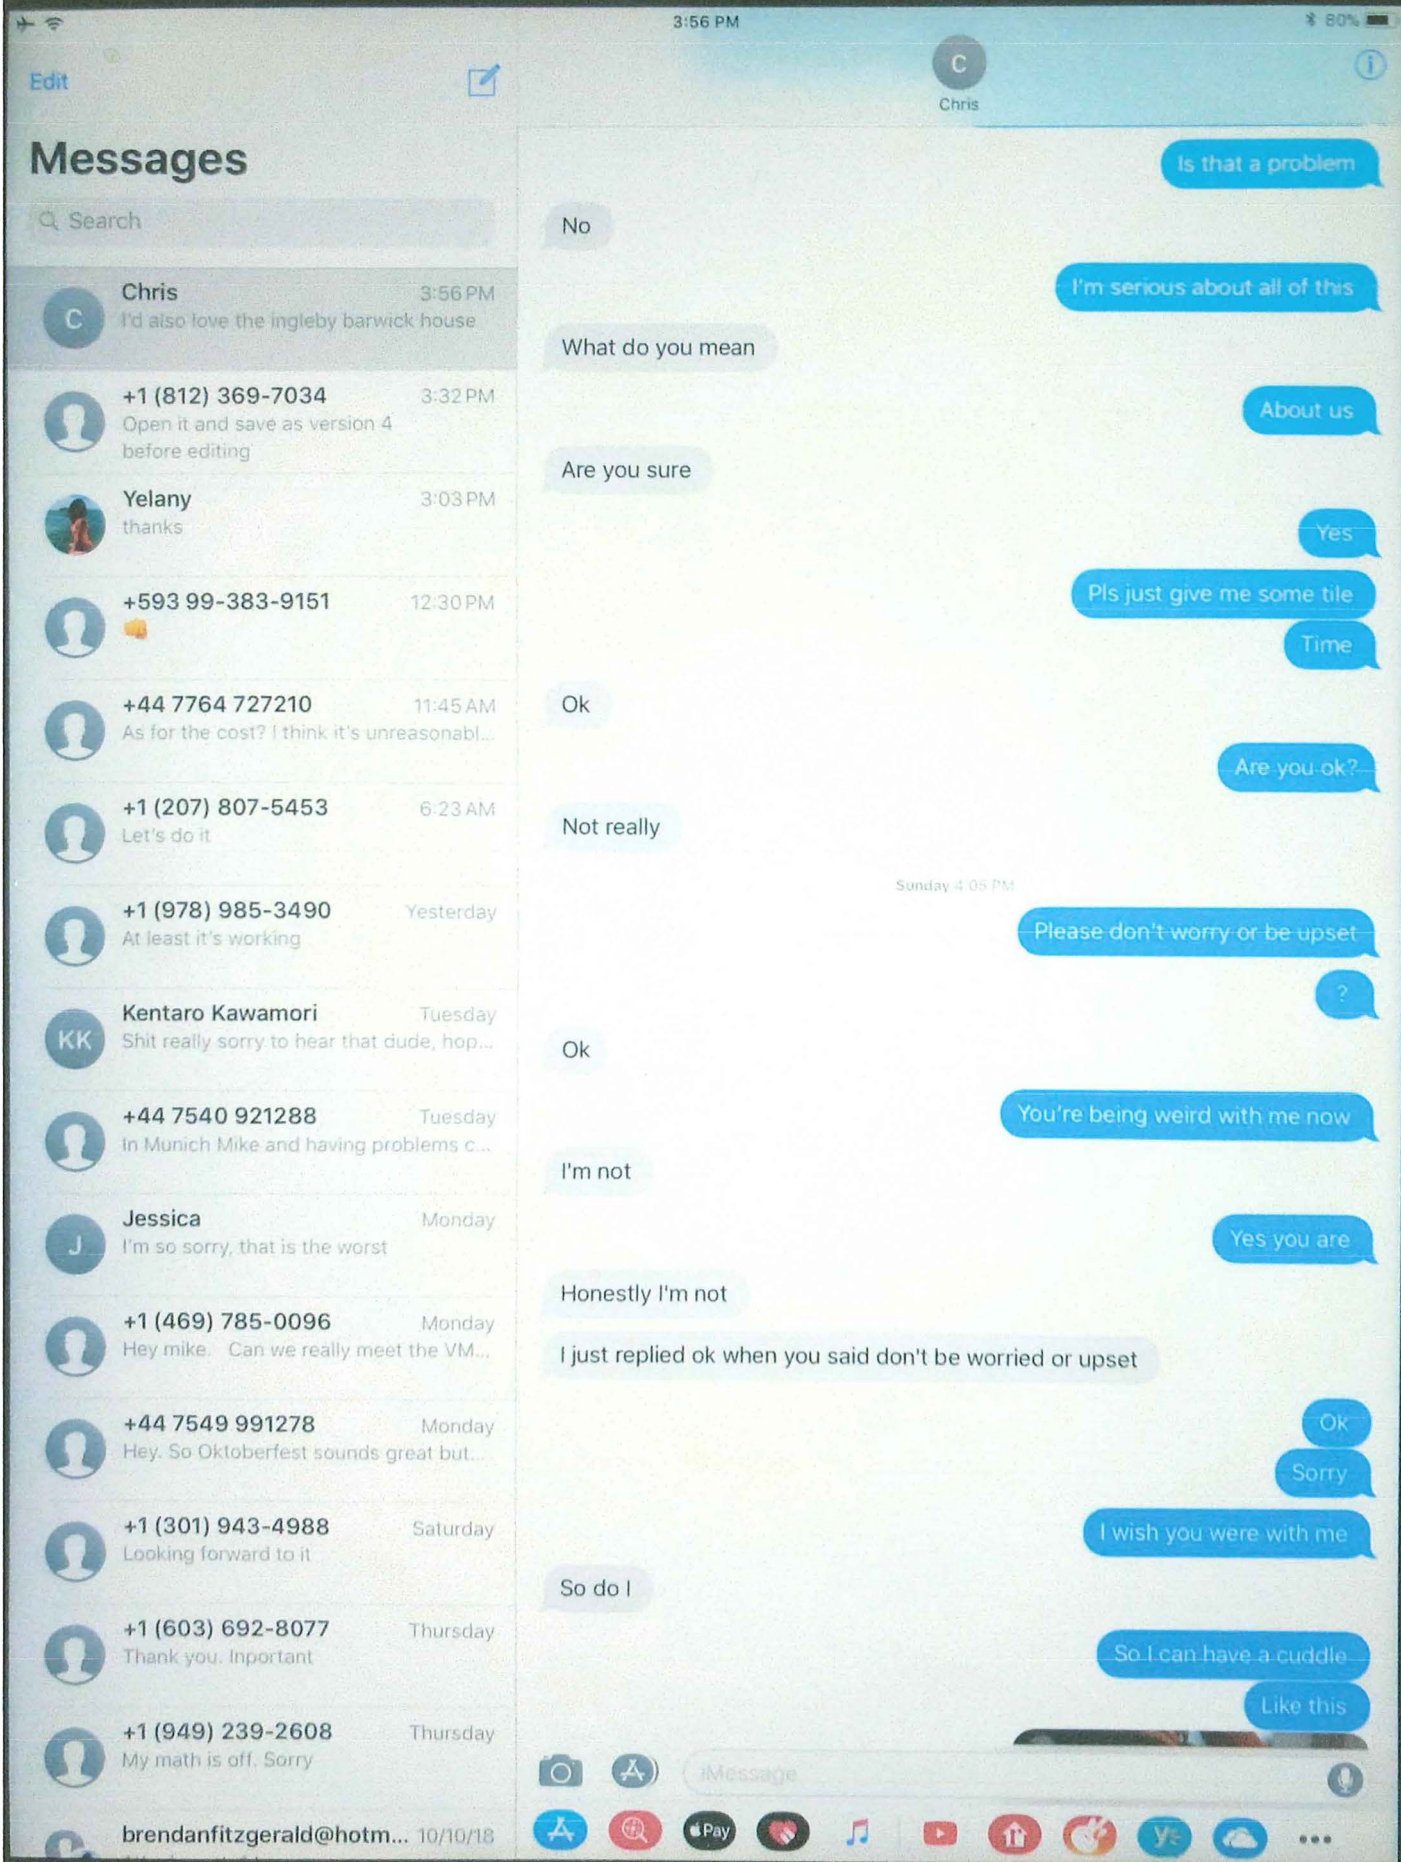 3:56 PM
80%
Edit
Messages
Search
Chris 3:56 PM
I'd also love the ingleby barwick house
+1 (812) 369-7034 3:32 PM
Open it and save as version 4
before editing
Yelany 3:03 PM
thanks
+593 99-383-9151 12:30 PM
👊
+44 7764 727210 11:45 AM
As for the cost? I think it's unreasonabl...
+1 (207) 807-5453 6:23 AM
Let's do it
+1 (978) 985-3490 Yesterday
At least it's working
KK
Kentaro Kawamori Tuesday
Shit really sorry to hear that dude, hop...
+44 7540 921288 Tuesday
In Munich Mike and having problems c...
J
Jessica Monday
I'm so sorry, that is the worst
+1 (469) 785-0096 Monday
Hey mike. Can we really meet the VM...
+44 7549 991278 Monday
Hey. So Oktoberfest sounds great but...
+1 (301) 943-4988 Saturday
Looking forward to it
+1 (603) 692-8077 Thursday
Thank you. Inportant
+1 (949) 239-2608 Thursday
My math is off. Sorry
brendanfitzgerald@hotm... 10/10/18
C
Chris
Is that a problem
No
I'm serious about all of this
What do you mean
About us
Are you sure
Yes
Pls just give me some tile
Time
Ok
Are you ok?
Not really
Sunday 4:05 PM
Please don't worry or be upset
?
Ok
You're being weird with me now
I'm not
Yes you are
Honestly I'm not
I just replied ok when you said don't be worried or upset
Ok
Sorry
I wish you were with me
So do I
So I can have a cuddle
Like this
iMessage
Pay